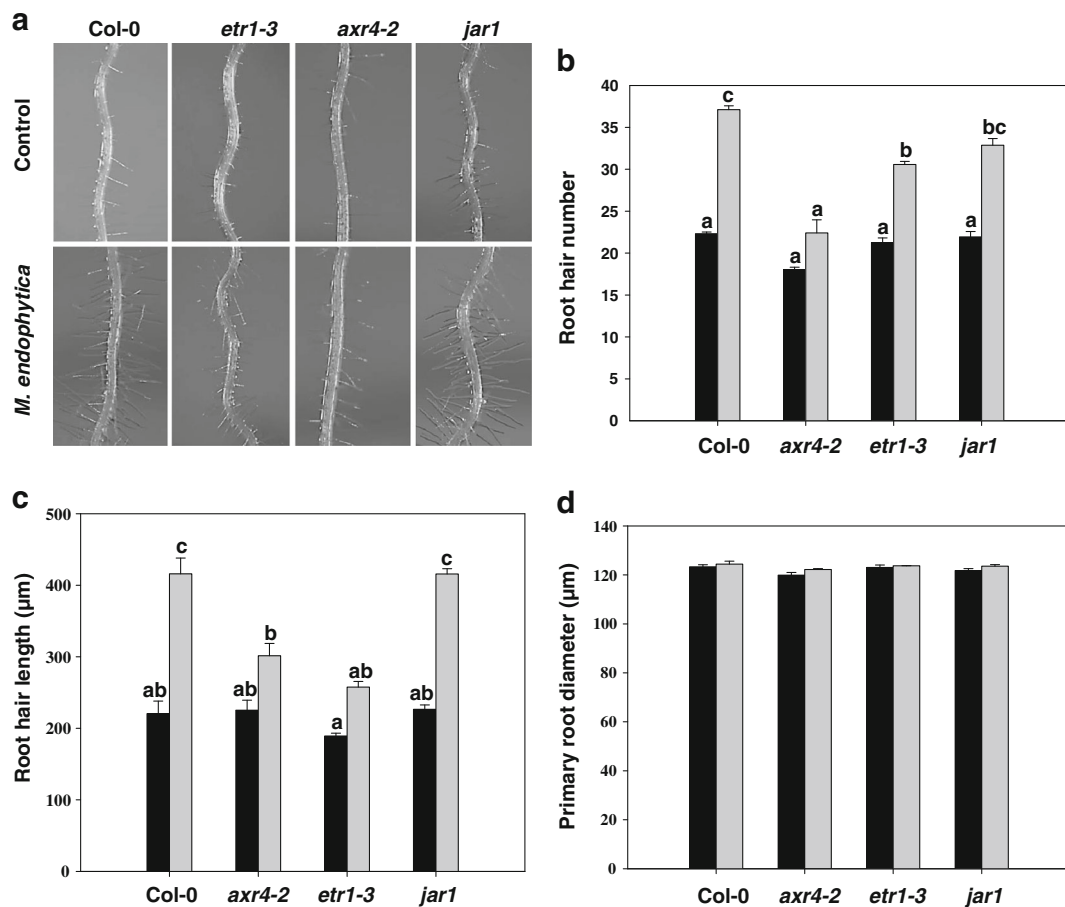 a
Col-0 etr1-3 axr4-2 jar1
Control
M. endophytica
b
Root hair number
40
35
30
25
20
15
10
5
0
a c a a a b a bc
Col-0 axr4-2 etr1-3 jar1
c
Root hair length (µm)
500
400
300
200
100
0
ab c ab b a ab ab c
Col-0 axr4-2 etr1-3 jar1
d
Primary root diameter (µm)
140
120
100
80
60
40
20
0
Col-0 axr4-2 etr1-3 jar1